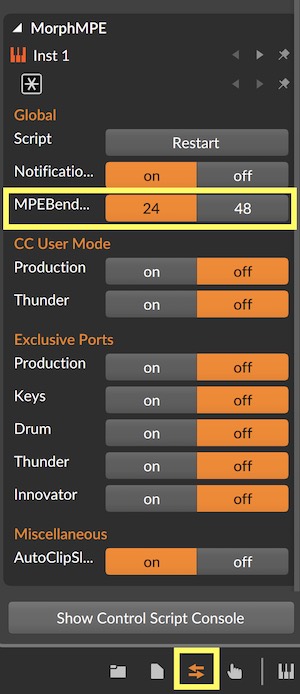 MorphMPE
Inst 1
Global
Script Restart
Notificatio... on off
MPEBend... 24 48
CC User Mode
Production on off
Thunder on off
Exclusive Ports
Production on off
Keys on off
Drum on off
Thunder on off
Innovator on off
Miscellaneous
AutoClipSl... on off
Show Control Script Console